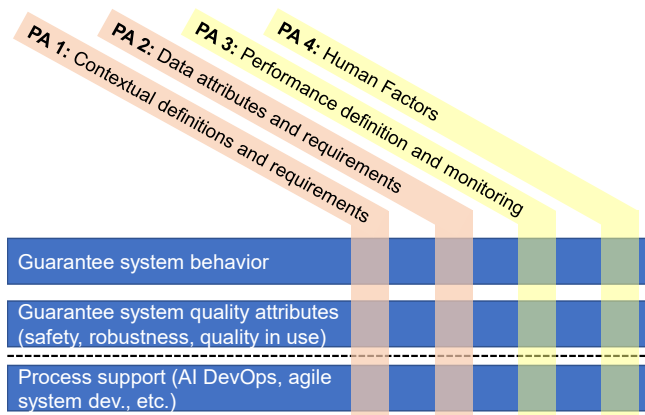 PA 1: Contextual definitions and requirements
PA 2: Data attributes and requirements
PA 3: Performance definition and monitoring
PA 4: Human Factors
Guarantee system behavior
Guarantee system quality attributes
(safety, robustness, quality in use)
Process support (AI DevOps, agile
system dev., etc.)